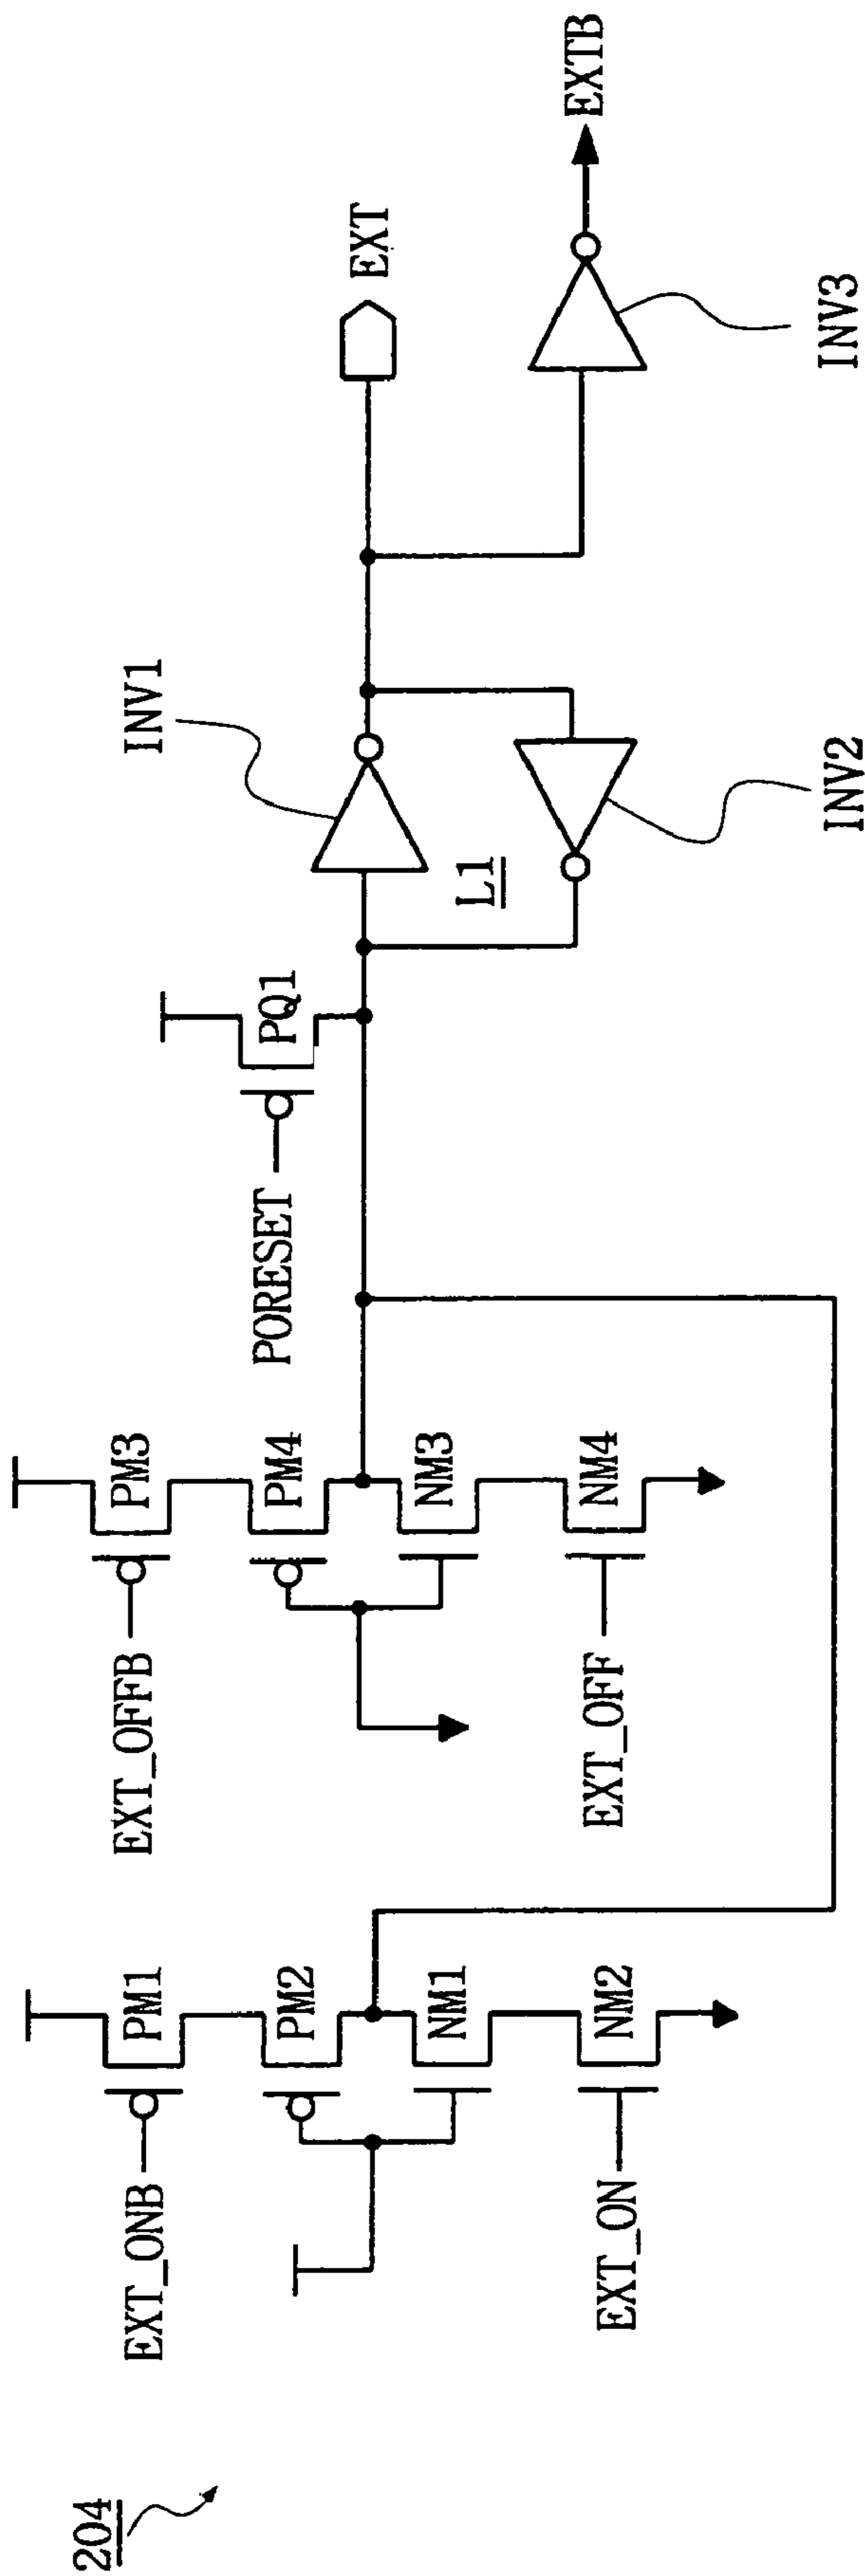 204
EXT_ONB
PM1
PM2
NM1
NM2
EXT_ON
EXT_OFFB
PM3
PM4
NM3
NM4
EXT_OFF
PORESET
PQ1
INV1
L1
INV2
EXT
INV3
EXTB